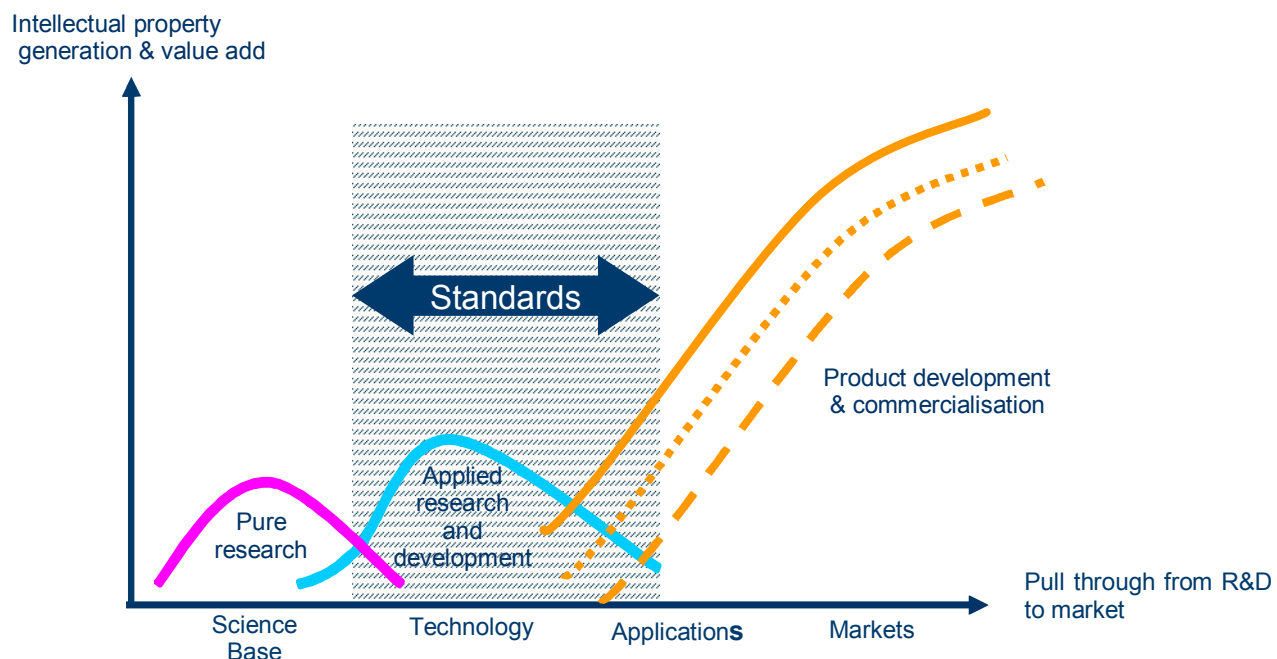 Intellectual property
generation & value add
Standards
Product development
& commercialisation
Applied
research
and
development
Pure
research
Pull through from R&D
to market
Science
Base
Technology
Applications
Markets